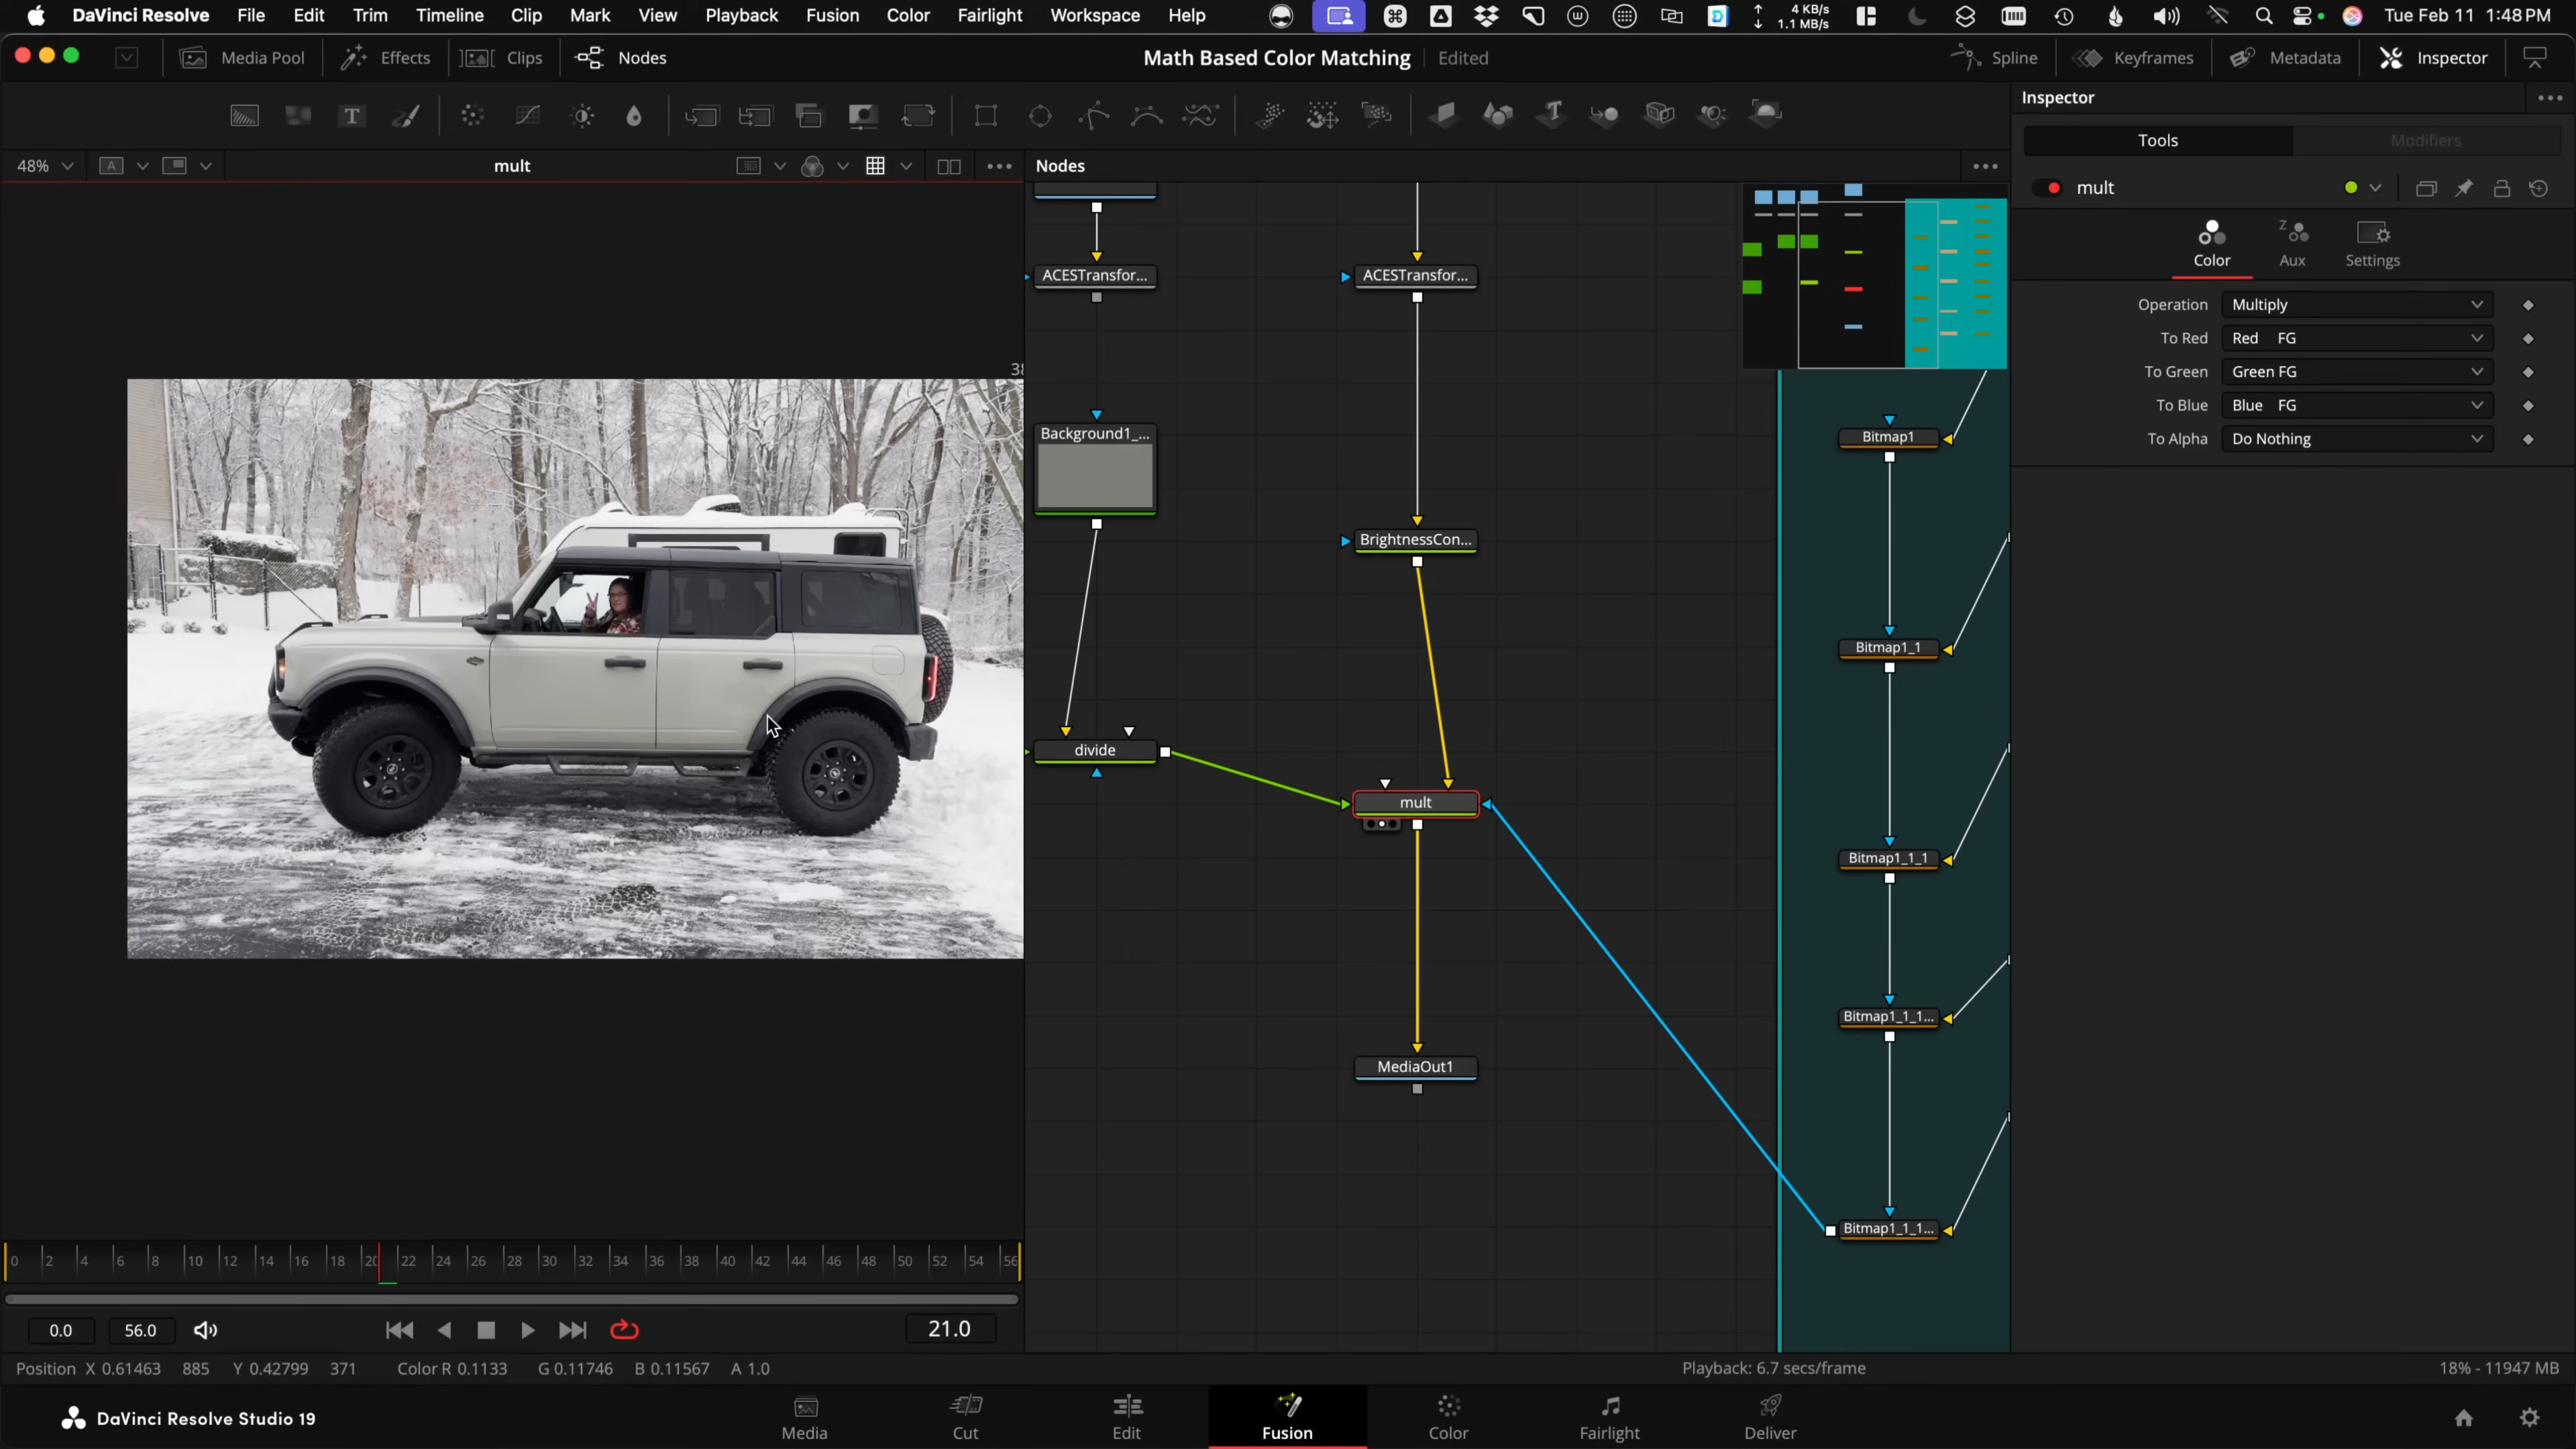 DaVinci Resolve File Edit Trim Timeline Clip Mark View Playback Fusion Color Fairlight Workspace Help 4 KB/s 1.1 MB/s Tue Feb 11 1:48 PM
Media Pool Effects Clips Nodes Math Based Color Matching Edited Spline Keyframes Metadata Inspector
Inspector
Tools Modifiers
48% A mult Nodes
mult
Color Aux Settings
Operation Multiply
To Red Red FG
To Green Green FG
To Blue Blue FG
To Alpha Do Nothing
ACESTransfor... ACESTransfor...
38
Background1_...
Bitmap1
BrightnessCon...
Bitmap1_1
divide
mult
Bitmap1_1_1
Bitmap1_1_1...
MediaOut1
Bitmap1_1_1...
0 2 4 6 8 10 12 14 16 18 20 22 24 26 28 30 32 34 36 38 40 42 44 46 48 50 52 54 56
0.0 56.0 21.0
Position X 0.61463 885 Y 0.42799 371 Color R 0.1133 G 0.11746 B 0.11567 A 1.0 Playback: 6.7 secs/frame 18% - 11947 MB
DaVinci Resolve Studio 19 Media Cut Edit Fusion Color Fairlight Deliver